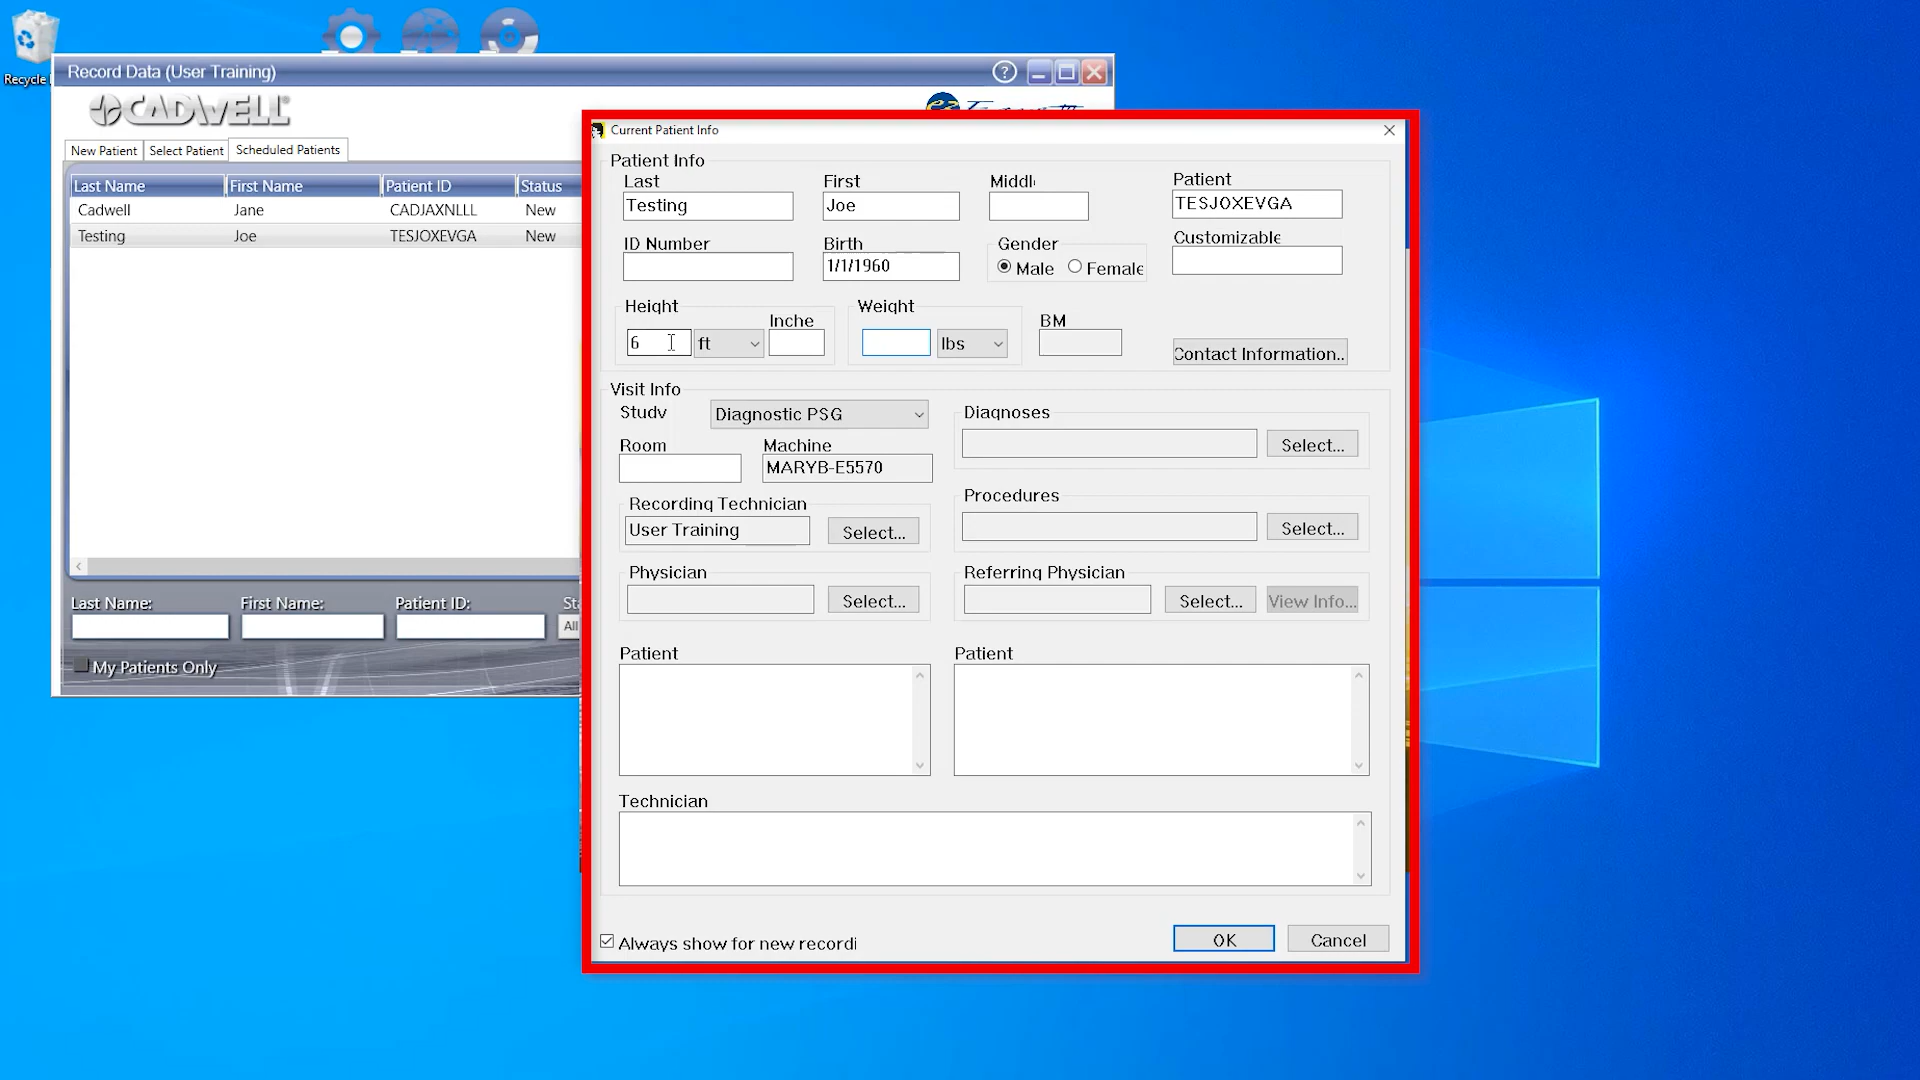 Recycle
Record Data (User Training)
?
CADWELL
New Patient
Select Patient
Scheduled Patients
Last Name
First Name
Patient ID
Status
Cadwell
Jane
CADJAXNLLL
New
Testing
Joe
TESJOXEVGA
New
Last Name:
First Name:
Patient ID:
St
All
My Patients Only
Current Patient Info
Patient Info
Last
First
Middl
Patient
Testing
Joe
TESJOXEVGA
ID Number
Birth
Gender
Customizable
1/1/1960
Male
Female
Height
Weight
Inche
BM
6
ft
lbs
Contact Information..
Visit Info
Study
Diagnostic PSG
Diagnoses
Select...
Room
Machine
MARYB-E5570
Recording Technician
Procedures
User Training
Select...
Select...
Physician
Referring Physician
Select...
Select...
View Info...
Patient
Patient
Technician
Always show for new recordi
OK
Cancel